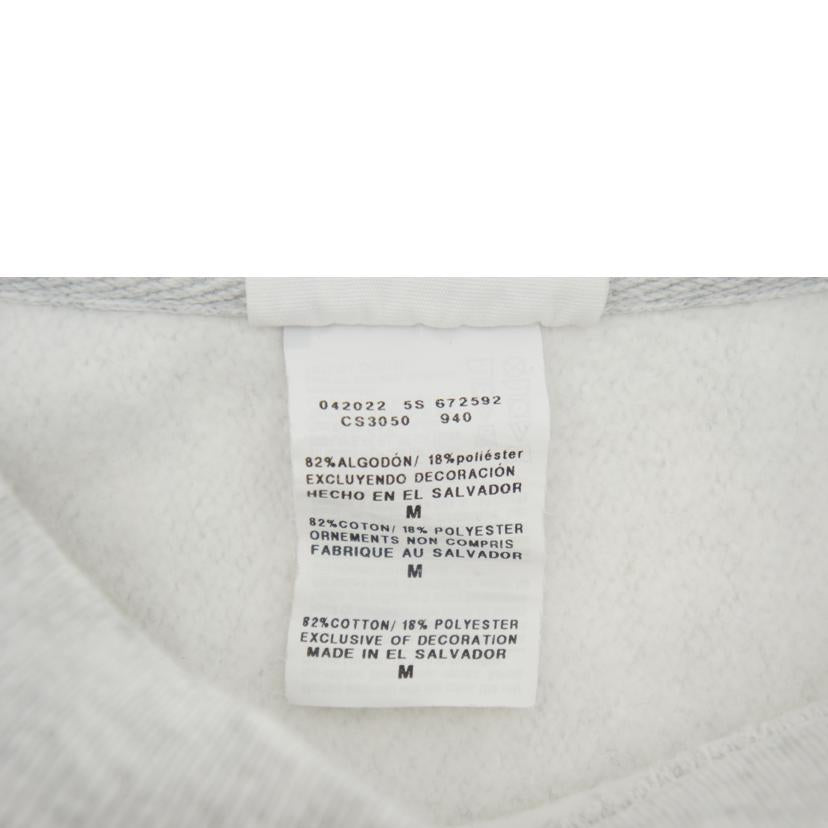 042022 5S 672592
CS3050 940
82%ALGODÓN/ 18%poliéster
EXCLUYENDO DECORACIÓN
HECHO EN EL SALVADOR
M
82%COTON/ 18% POLYESTER
ORNEMENTS NON COMPRIS
FABRIQUE AU SALVADOR
M
82%COTTON/ 18% POLYESTER
EXCLUSIVE OF DECORATION
MADE IN EL SALVADOR
M